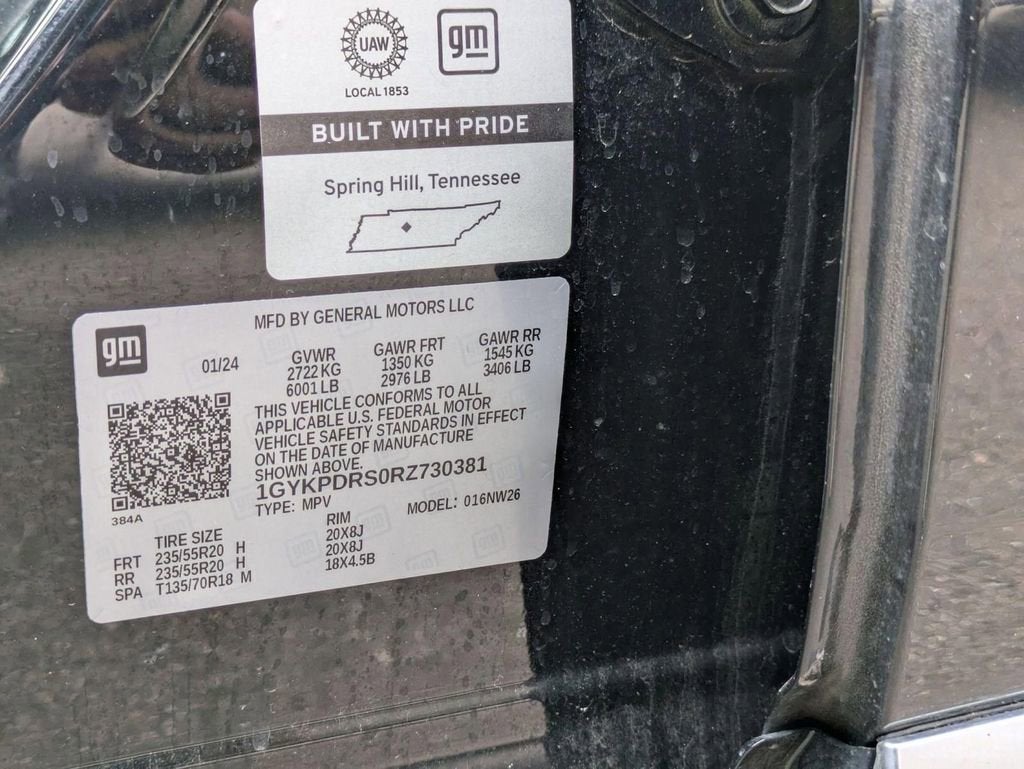 UAW
gm
LOCAL 1853
BUILT WITH PRIDE
Spring Hill, Tennessee
gm
MFD BY GENERAL MOTORS LLC
01/24
GVWR
2722 KG
6001 LB
GAWR FRT
1350 KG
2976 LB
GAWR RR
1545 KG
3406 LB
THIS VEHICLE CONFORMS TO ALL
APPLICABLE U.S. FEDERAL MOTOR
VEHICLE SAFETY STANDARDS IN EFFECT
ON THE DATE OF MANUFACTURE
SHOWN ABOVE.
1GYKPDRS0RZ730381
TYPE: MPV MODEL: 016NW26
384A
TIRE SIZE RIM
FRT 235/55R20 H 20X8J
RR 235/55R20 H 20X8J
SPA T135/70R18 M 18X4.5B